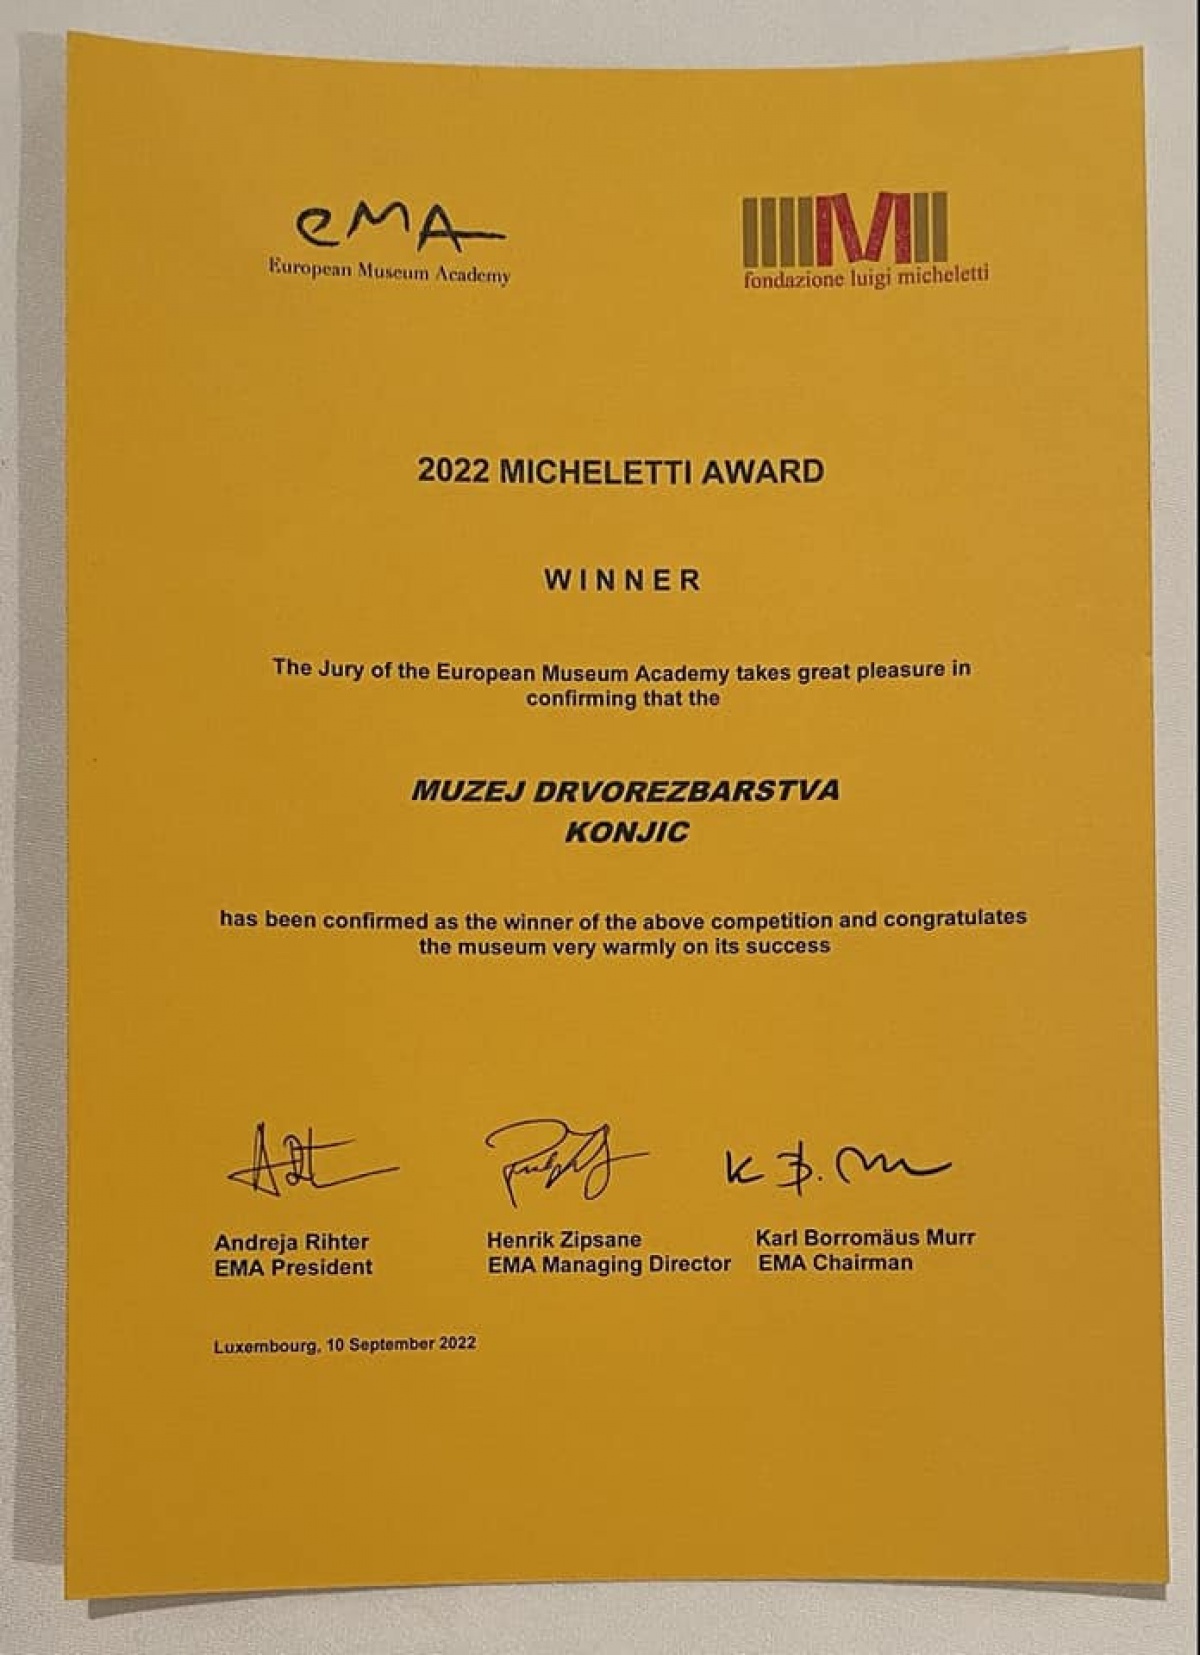 eMA
European Museum Academy
fondazione luigi micheletti
2022 MICHELETTI AWARD
WINNER
The Jury of the European Museum Academy takes great pleasure in
confirming that the
MUZEJ DRVOREZBARSTVA
KONJIC
has been confirmed as the winner of the above competition and congratulates
the museum very warmly on its success
K B.
Andreja Rihter
EMA President
Henrik Zipsane
EMA Managing Director
Karl Borromäus Murr
EMA Chairman
Luxembourg, 10 September 2022